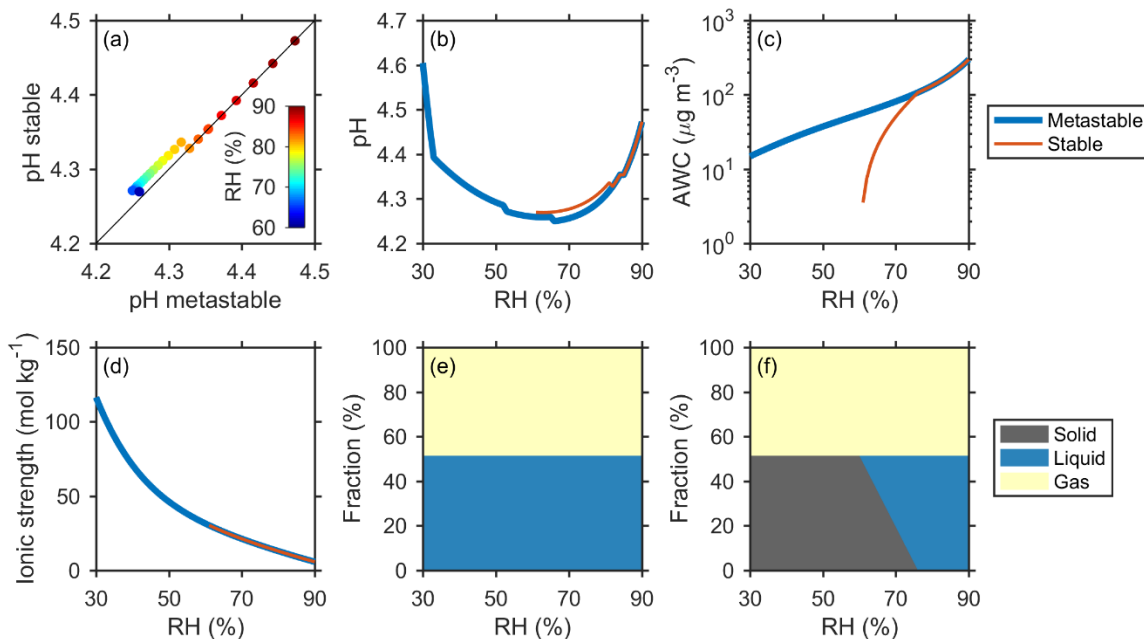 (a)
4.5
4.4
4.3
4.2
pH stable
4.2
4.3
4.4
4.5
pH metastable
RH (%)
90
80
70
60
(b)
4.7
4.6
4.5
4.4
4.3
4.2
pH
30
50
70
90
RH (%)
(c)
10³
10²
10¹
10⁰
AWC (μg m⁻³)
30
50
70
90
RH (%)
Metastable
Stable
(d)
150
100
50
0
Ionic strength (mol kg⁻¹)
30
50
70
90
RH (%)
(e)
100
80
60
40
20
0
Fraction (%)
30
50
70
90
RH (%)
(f)
100
80
60
40
20
0
Fraction (%)
30
50
70
90
RH (%)
Solid
Liquid
Gas